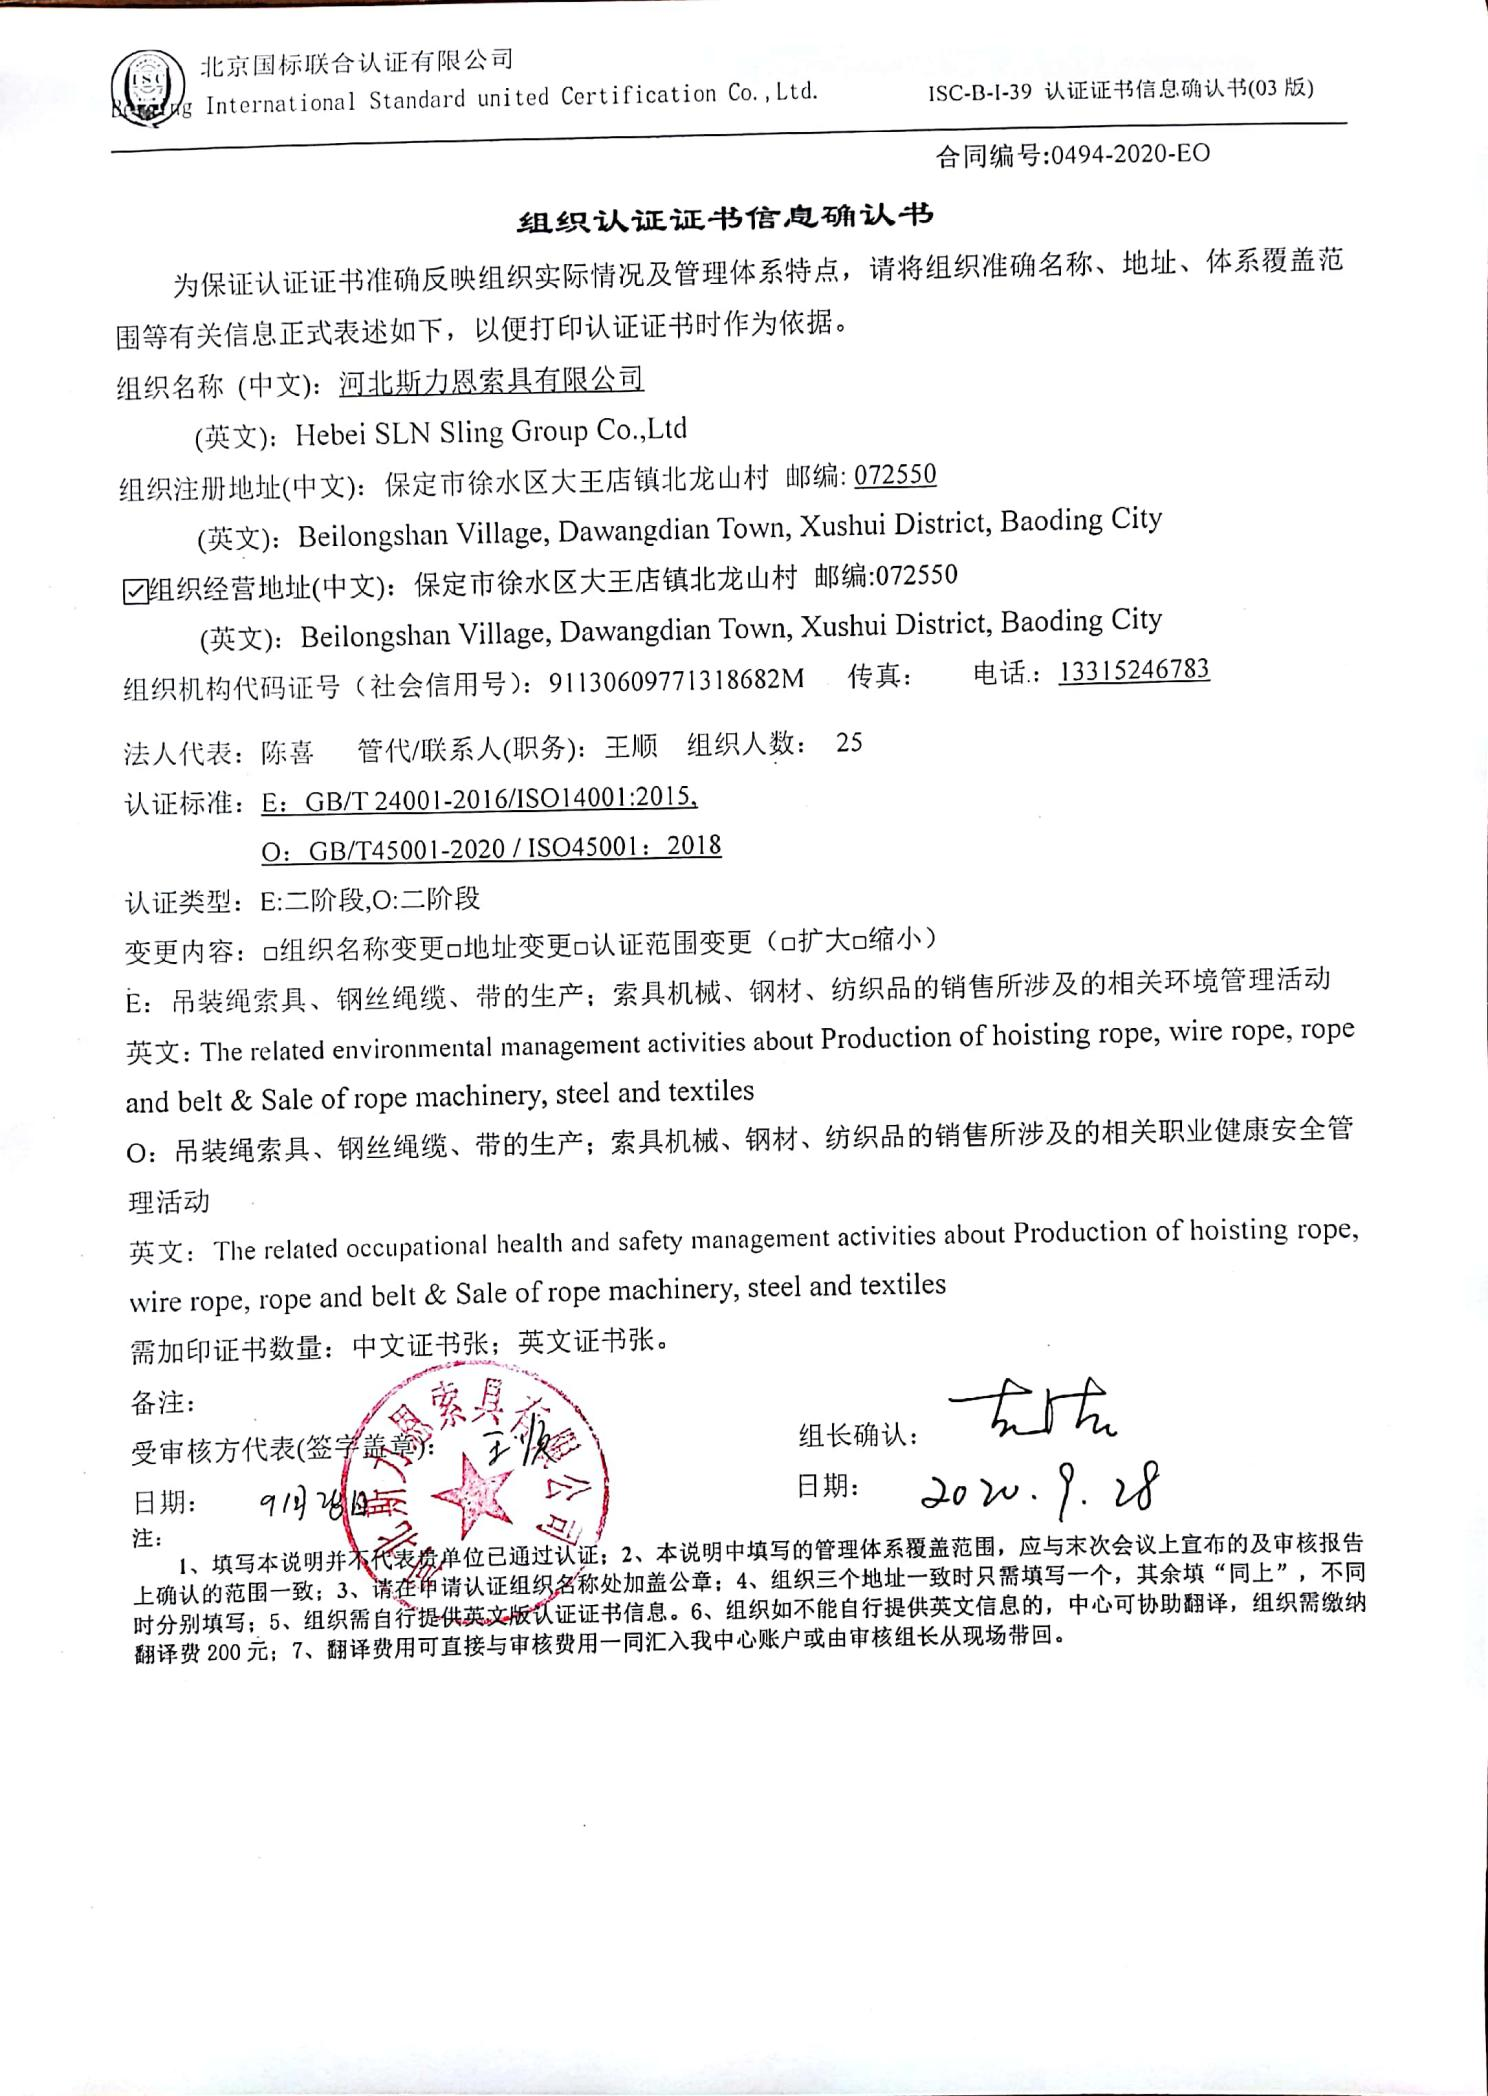 北京国标联合认证有限公司
Beijing International Standard united Certification Co.,Ltd.
ISC-B-I-39 认证证书信息确认书(03 版)
合同编号:0494-2020-EO
组织认证证书信息确认书
为保证认证证书准确反映组织实际情况及管理体系特点，请将组织准确名称、地址、体系覆盖范
围等有关信息正式表述如下，以便打印认证证书时作为依据。
组织名称 (中文)：河北斯力恩索具有限公司
(英文)：Hebei SLN Sling Group Co.,Ltd
组织注册地址(中文)：保定市徐水区大王店镇北龙山村 邮编: 072550
(英文)：Beilongshan Village, Dawangdian Town, Xushui District, Baoding City
☑组织经营地址(中文)：保定市徐水区大王店镇北龙山村 邮编:072550
(英文)：Beilongshan Village, Dawangdian Town, Xushui District, Baoding City
组织机构代码证号（社会信用号)：91130609771318682M 传真： 电话.：13315246783
法人代表：陈喜 管代/联系人(职务)：王顺 组织人数： 25
认证标准：E：GB/T 24001-2016/ISO14001:2015,
O：GB/T45001-2020 / ISO45001：2018
认证类型：E:二阶段,O:二阶段
变更内容：□组织名称变更□地址变更□认证范围变更（□扩大□缩小）
E：吊装绳索具、钢丝绳缆、带的生产；索具机械、钢材、纺织品的销售所涉及的相关环境管理活动
英文：The related environmental management activities about Production of hoisting rope, wire rope, rope
and belt & Sale of rope machinery, steel and textiles
O：吊装绳索具、钢丝绳缆、带的生产；索具机械、钢材、纺织品的销售所涉及的相关职业健康安全管
理活动
英文：The related occupational health and safety management activities about Production of hoisting rope,
wire rope, rope and belt & Sale of rope machinery, steel and textiles
需加印证书数量：中文证书张；英文证书张。
备注：
受审核方代表(签字盖章)：王顺
组长确认：
日期：9月28日
日期：2020.9.28
河北斯力恩索具有限公司
注：
1、填写本说明并不代表贵单位已通过认证；2、本说明中填写的管理体系覆盖范围，应与末次会议上宣布的及审核报告
上确认的范围一致；3、请在申请认证组织名称处加盖公章；4、组织三个地址一致时只需填写一个，其余填“同上”，不同
时分别填写；5、组织需自行提供英文版认证证书信息。6、组织如不能自行提供英文信息的，中心可协助翻译，组织需缴纳
翻译费 200 元；7、翻译费用可直接与审核费用一同汇入我中心账户或由审核组长从现场带回。